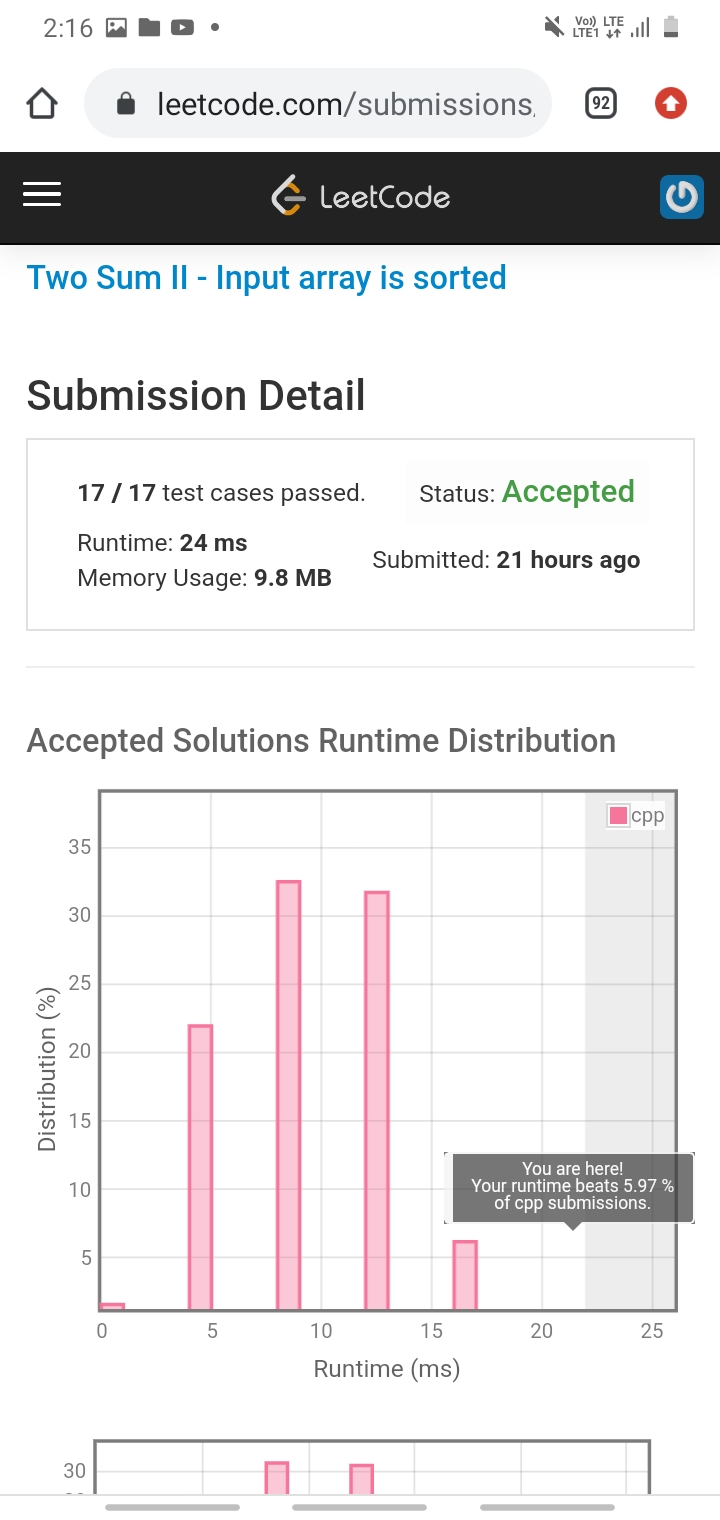 2:16
Vo)) LTE
LTE1
leetcode.com/submissions
92
LeetCode
Two Sum II - Input array is sorted
Submission Detail
17 / 17 test cases passed.
Status: Accepted
Runtime: 24 ms
Memory Usage: 9.8 MB
Submitted: 21 hours ago
Accepted Solutions Runtime Distribution
cpp
35
30
25
20
15
10
5
Distribution (%)
You are here!
Your runtime beats 5.97 %
of cpp submissions.
0 5 10 15 20 25
Runtime (ms)
30